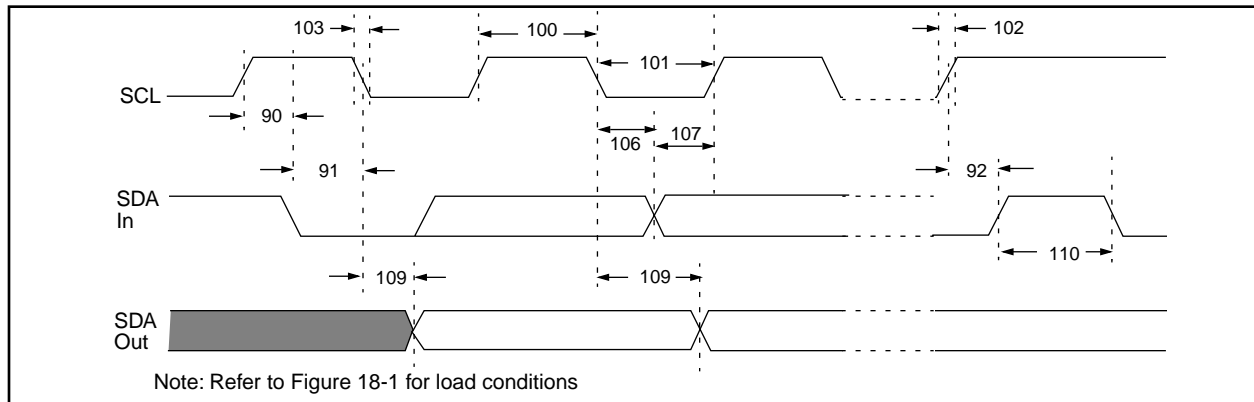 103
100
102
101
SCL
90
106
107
91
92
SDA
In
110
109
109
SDA
Out
Note: Refer to Figure 18-1 for load conditions